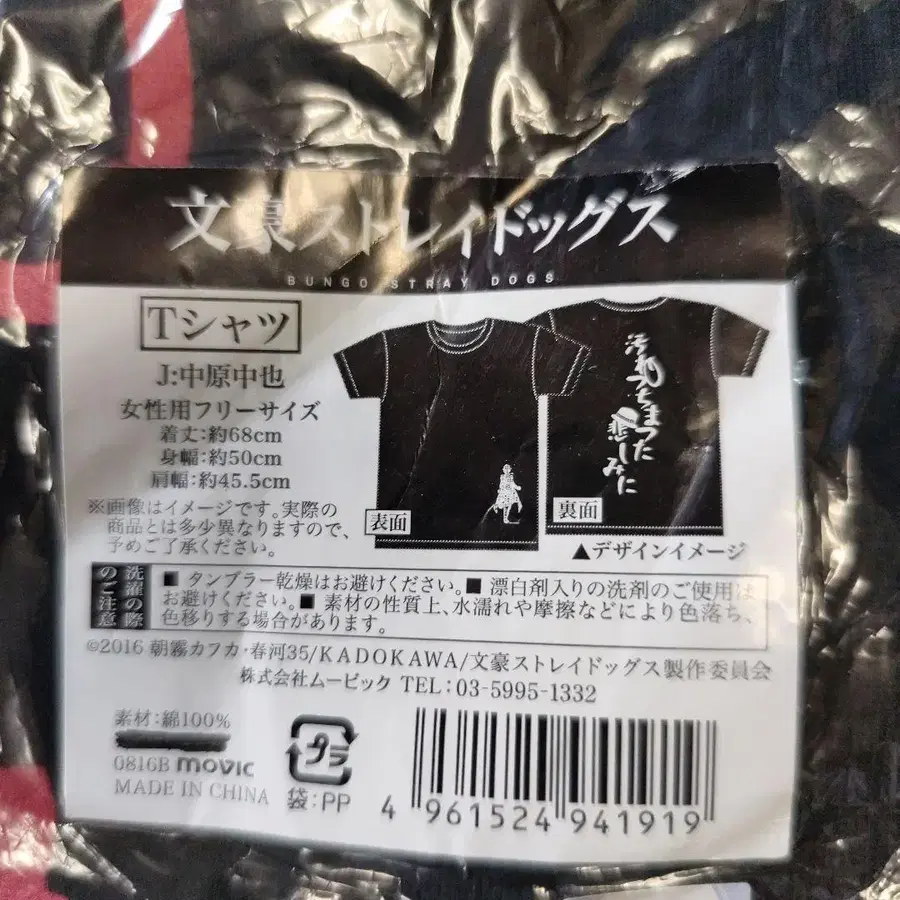 文豪ストレイドッグス
BUNGO STRAY DOGS
Tシャツ
J:中原中也
女性用フリーサイズ
着丈:約68cm
身幅:約50cm
肩幅:約45.5cm
※画像はイメージです。実際の
商品とは多少異なりますので、
予めご了承ください。
表面
汚れつちまつた
悲しみに
裏面
▲デザインイメージ
洗濯の際
のご注意
■ タンブラー乾燥はお避けください。■ 漂白剤入りの洗剤のご使用は
お避けください。■ 素材の性質上、水濡れや摩擦などにより色落ち、
色移りする場合があります。
©2016 朝霧カフカ・春河35/KADOKAWA/文豪ストレイドッグス製作委員会
株式会社ムービック TEL:03-5995-1332
素材:綿100%
0816B movic
MADE IN CHINA
プラ
袋:PP
4 961524 941919